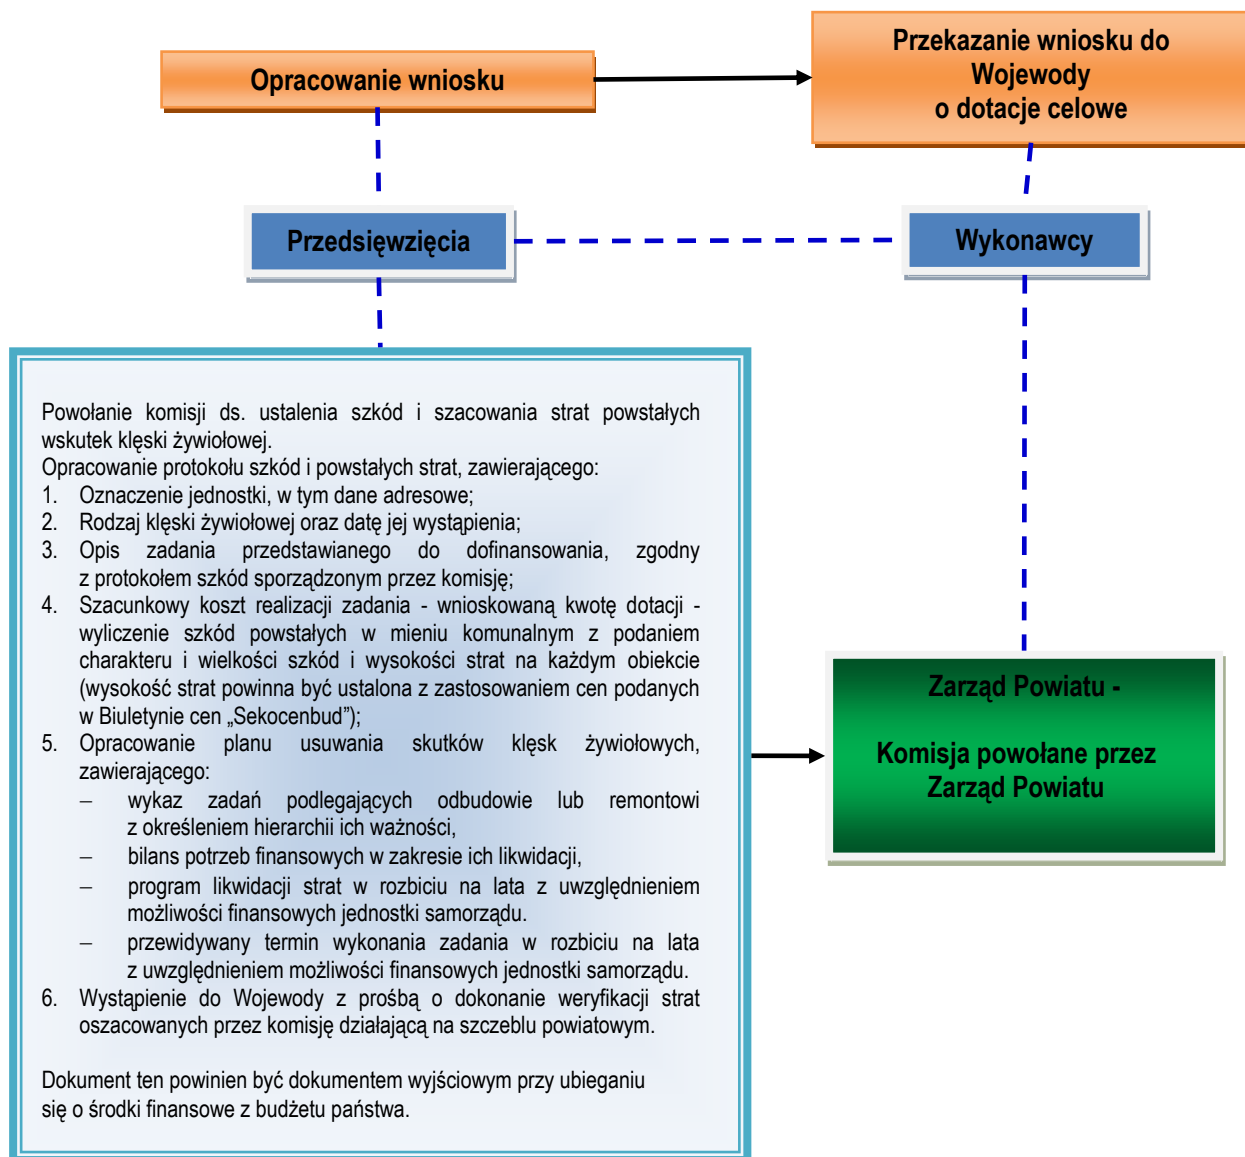 Opracowanie wniosku
Przekazanie wniosku do
Wojewody
o dotacje celowe
Przedsięwzięcia
Wykonawcy
Powołanie komisji ds. ustalenia szkód i szacowania strat powstałych
wskutek klęski żywiołowej.
Opracowanie protokołu szkód i powstałych strat, zawierającego:
1. Oznaczenie jednostki, w tym dane adresowe;
2. Rodzaj klęski żywiołowej oraz datę jej wystąpienia;
3. Opis zadania przedstawianego do dofinansowania, zgodny
z protokołem szkód sporządzonym przez komisję;
4. Szacunkowy koszt realizacji zadania - wnioskowaną kwotę dotacji -
wyliczenie szkód powstałych w mieniu komunalnym z podaniem
charakteru i wielkości szkód i wysokości strat na każdym obiekcie
(wysokość strat powinna być ustalona z zastosowaniem cen podanych
w Biuletynie cen „Sekocenbud”);
5. Opracowanie planu usuwania skutków klęsk żywiołowych,
zawierającego:
– wykaz zadań podlegających odbudowie lub remontowi
z określeniem hierarchii ich ważności,
– bilans potrzeb finansowych w zakresie ich likwidacji,
– program likwidacji strat w rozbiciu na lata z uwzględnieniem
możliwości finansowych jednostki samorządu.
– przewidywany termin wykonania zadania w rozbiciu na lata
z uwzględnieniem możliwości finansowych jednostki samorządu.
6. Wystąpienie do Wojewody z prośbą o dokonanie weryfikacji strat
oszacowanych przez komisję działającą na szczeblu powiatowym.
Dokument ten powinien być dokumentem wyjściowym przy ubieganiu
się o środki finansowe z budżetu państwa.
Zarząd Powiatu -
Komisja powołane przez
Zarząd Powiatu